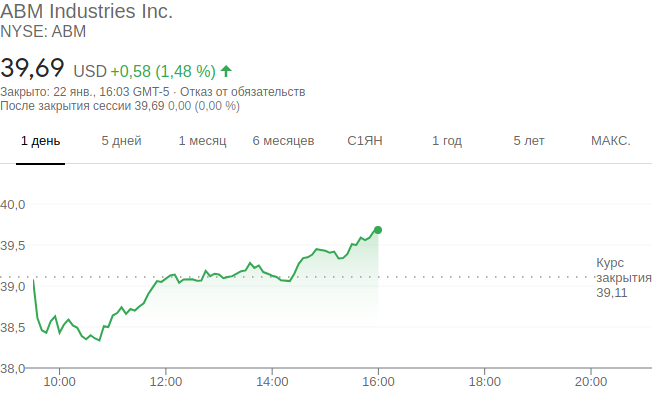 ABM Industries Inc.
NYSE: ABM
39,69 USD +0,58 (1,48 %)
Закрыто: 22 янв., 16:03 GMT-5 · Отказ от обязательств
После закрытия сессии 39,69 0,00 (0,00 %)
1 день 5 дней 1 месяц 6 месяцев С1ЯН 1 год 5 лет МАКС.
40,0
39,5
Курс
закрытия
39,11
39,0
38,5
38,0
10:00 12:00 14:00 16:00 18:00 20:00